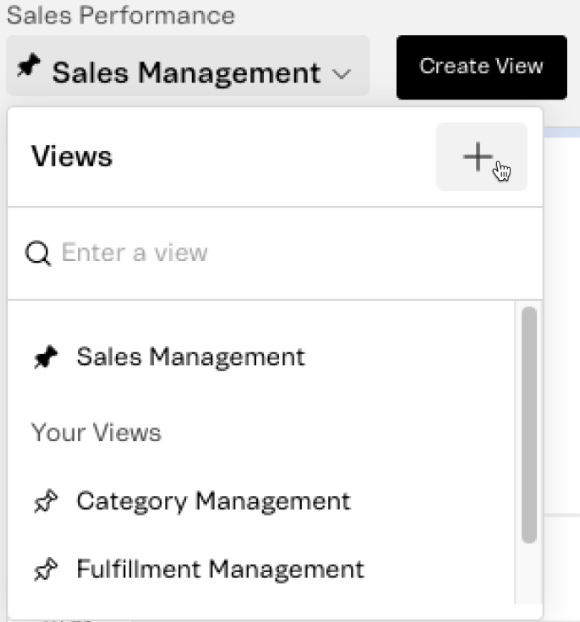 Sales Performance
Sales Management
Create View
Views
Enter a view
Sales Management
Your Views
Category Management
Fulfillment Management